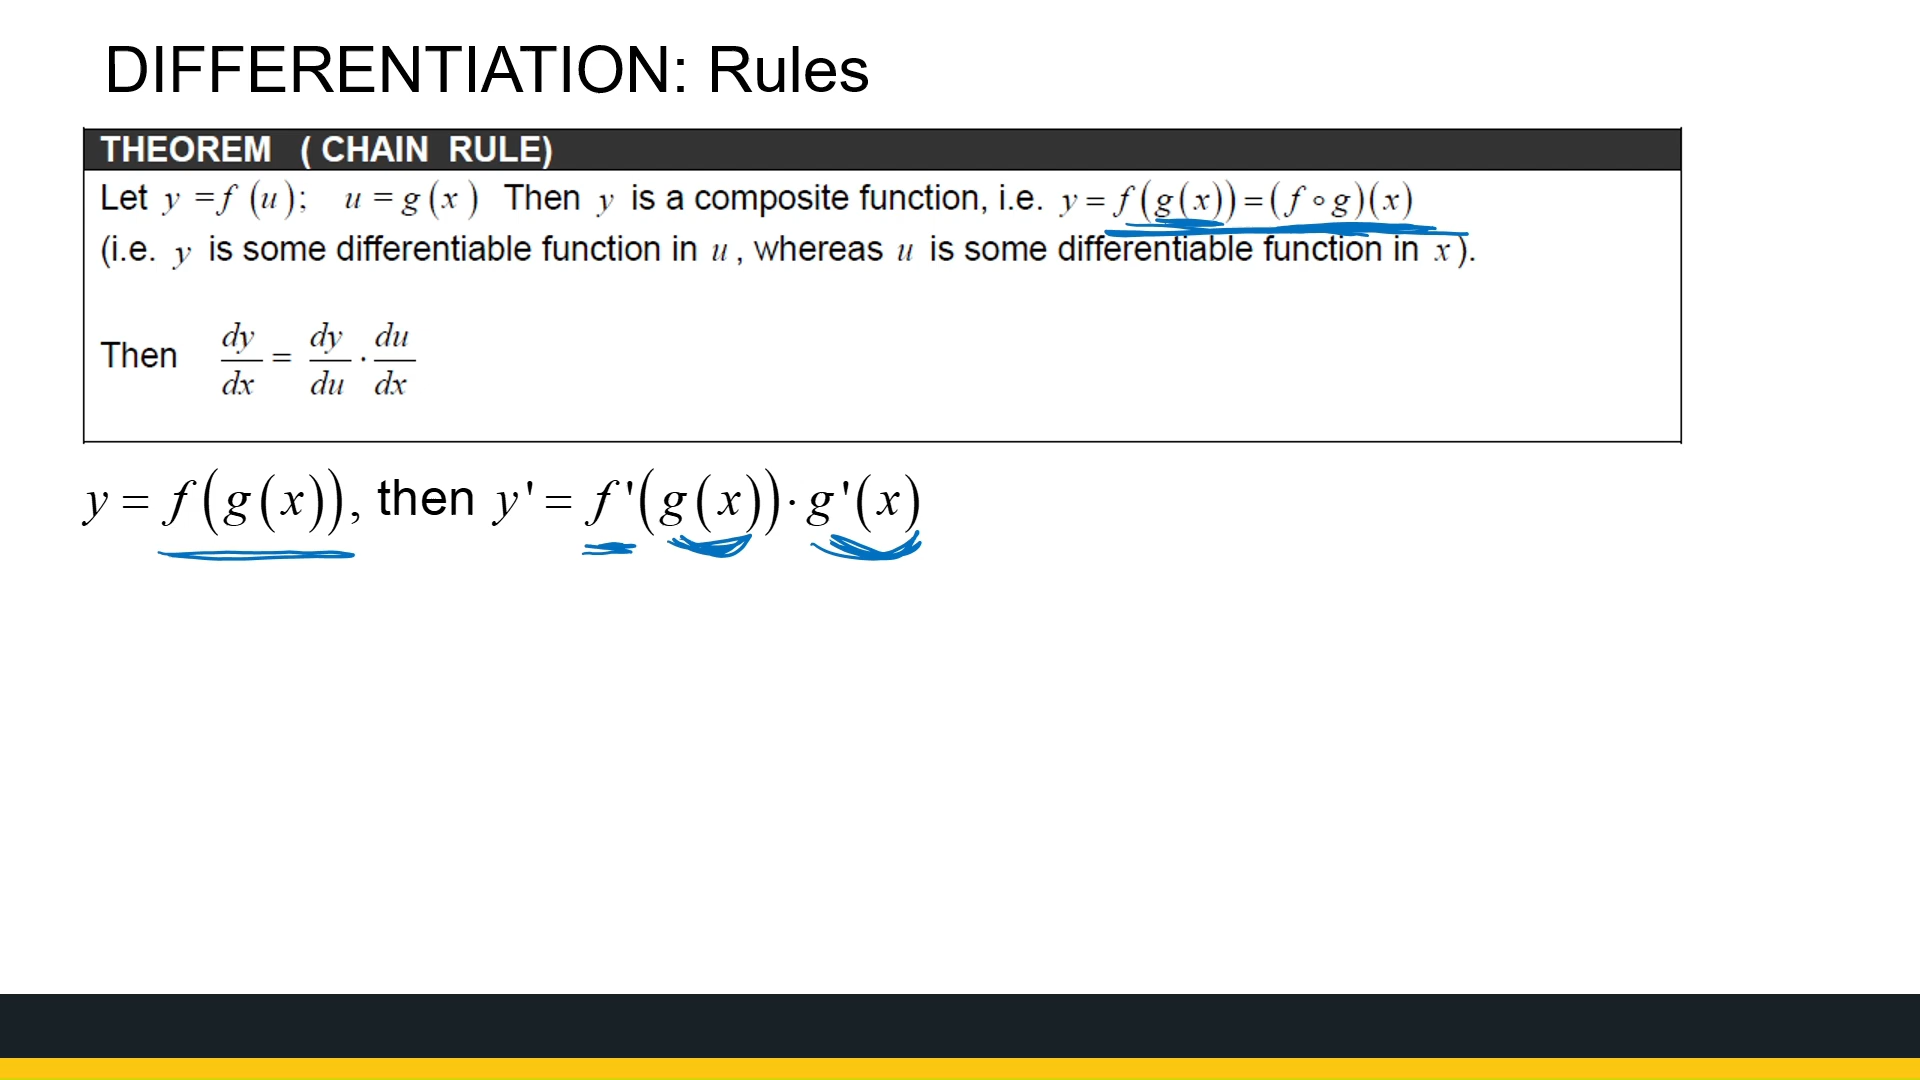 DIFFERENTIATION: Rules
THEOREM ( CHAIN RULE)
Let y = f (u); u = g (x) Then y is a composite function, i.e. y = f (g(x)) = (f ∘ g)(x)
(i.e. y is some differentiable function in u , whereas u is some differentiable function in x ).
Then dy/dx = dy/du · du/dx
y = f(g(x)), then y' = f'(g(x)) · g'(x)